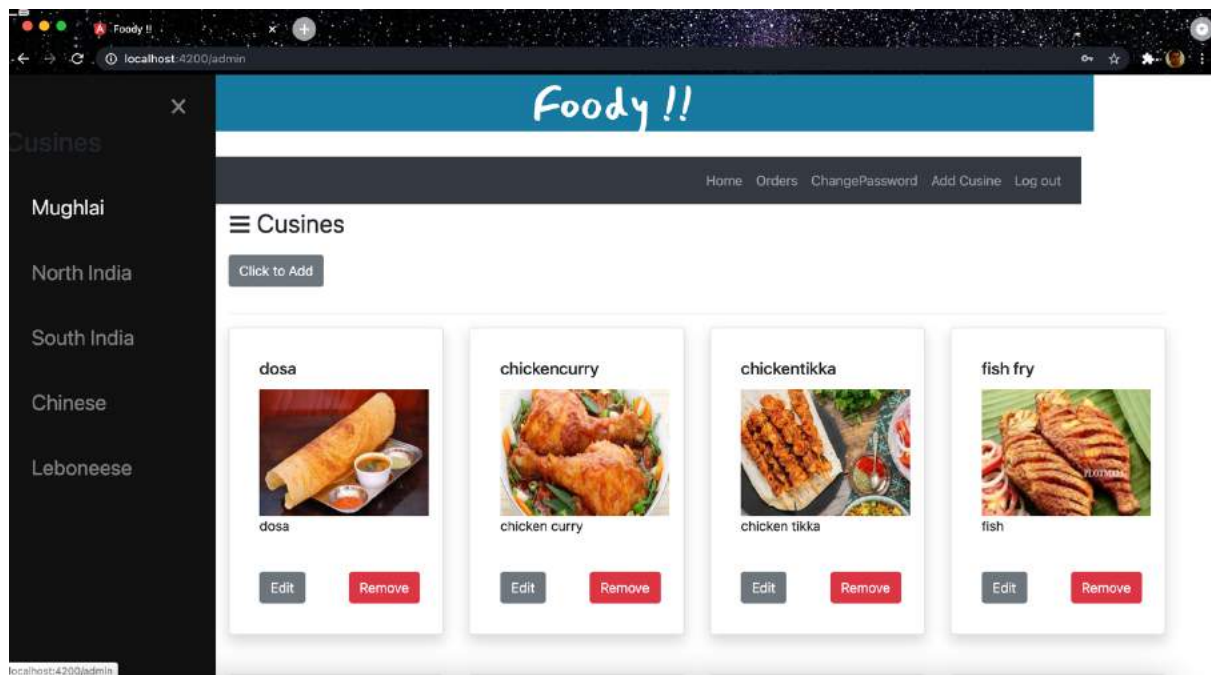 Foody !!
localhost:4200/admin
Foody !!
Cusines
Mughlai
North India
South India
Chinese
Leboneese
Home Orders ChangePassword Add Cusine Log out
Cusines
Click to Add
dosa chickencurry chickentikka fish fry
dosa chicken curry chicken tikka fish
Edit Remove Edit Remove Edit Remove Edit Remove
localhost:4200/admin